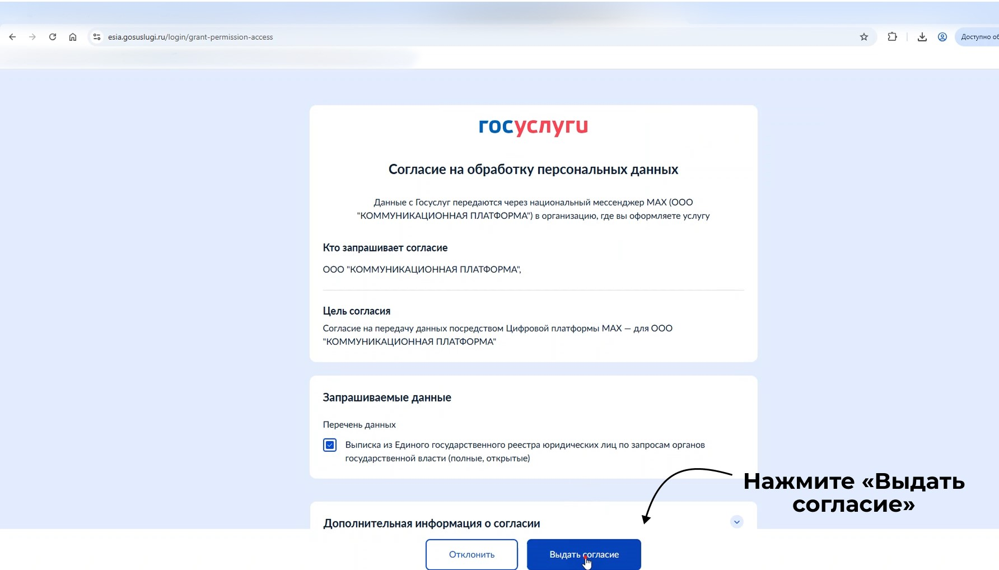 esia.gosuslugi.ru/login/grant-permission-access
Доступно об
госуслуги
Согласие на обработку персональных данных
Данные с Госуслуг передаются через национальный мессенджер MAX (ООО
"КОММУНИКАЦИОННАЯ ПЛАТФОРМА") в организацию, где вы оформляете услугу
Кто запрашивает согласие
ООО "КОММУНИКАЦИОННАЯ ПЛАТФОРМА",
Цель согласия
Согласие на передачу данных посредством Цифровой платформы MAX — для ООО
"КОММУНИКАЦИОННАЯ ПЛАТФОРМА"
Запрашиваемые данные
Перечень данных
Выписка из Единого государственного реестра юридических лиц по запросам органов
государственной власти (полные, открытые)
Нажмите «Выдать
согласие»
Дополнительная информация о согласии
Отклонить
Выдать согласие